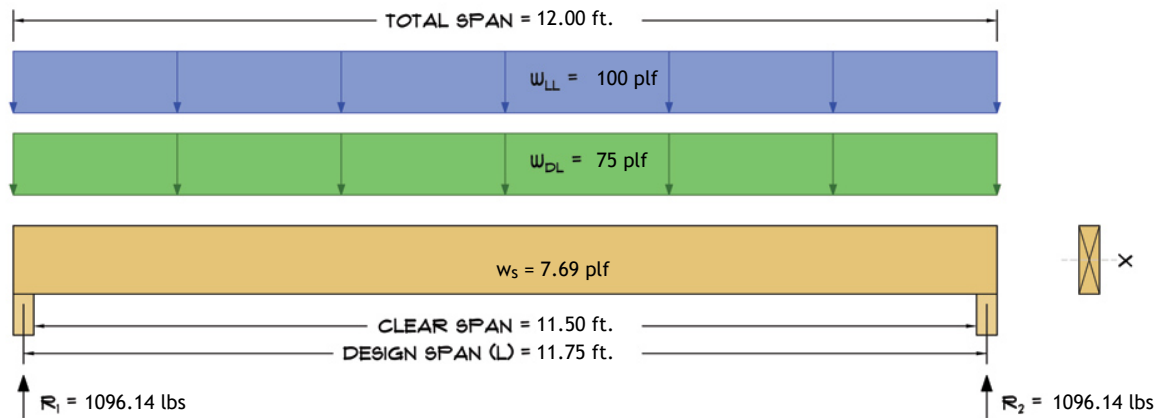 TOTAL SPAN = 12.00 ft.
W_LL = 100 plf
W_DL = 75 plf
w_s = 7.69 plf
X
CLEAR SPAN = 11.50 ft.
DESIGN SPAN (L) = 11.75 ft.
R_1 = 1096.14 lbs
R_2 = 1096.14 lbs